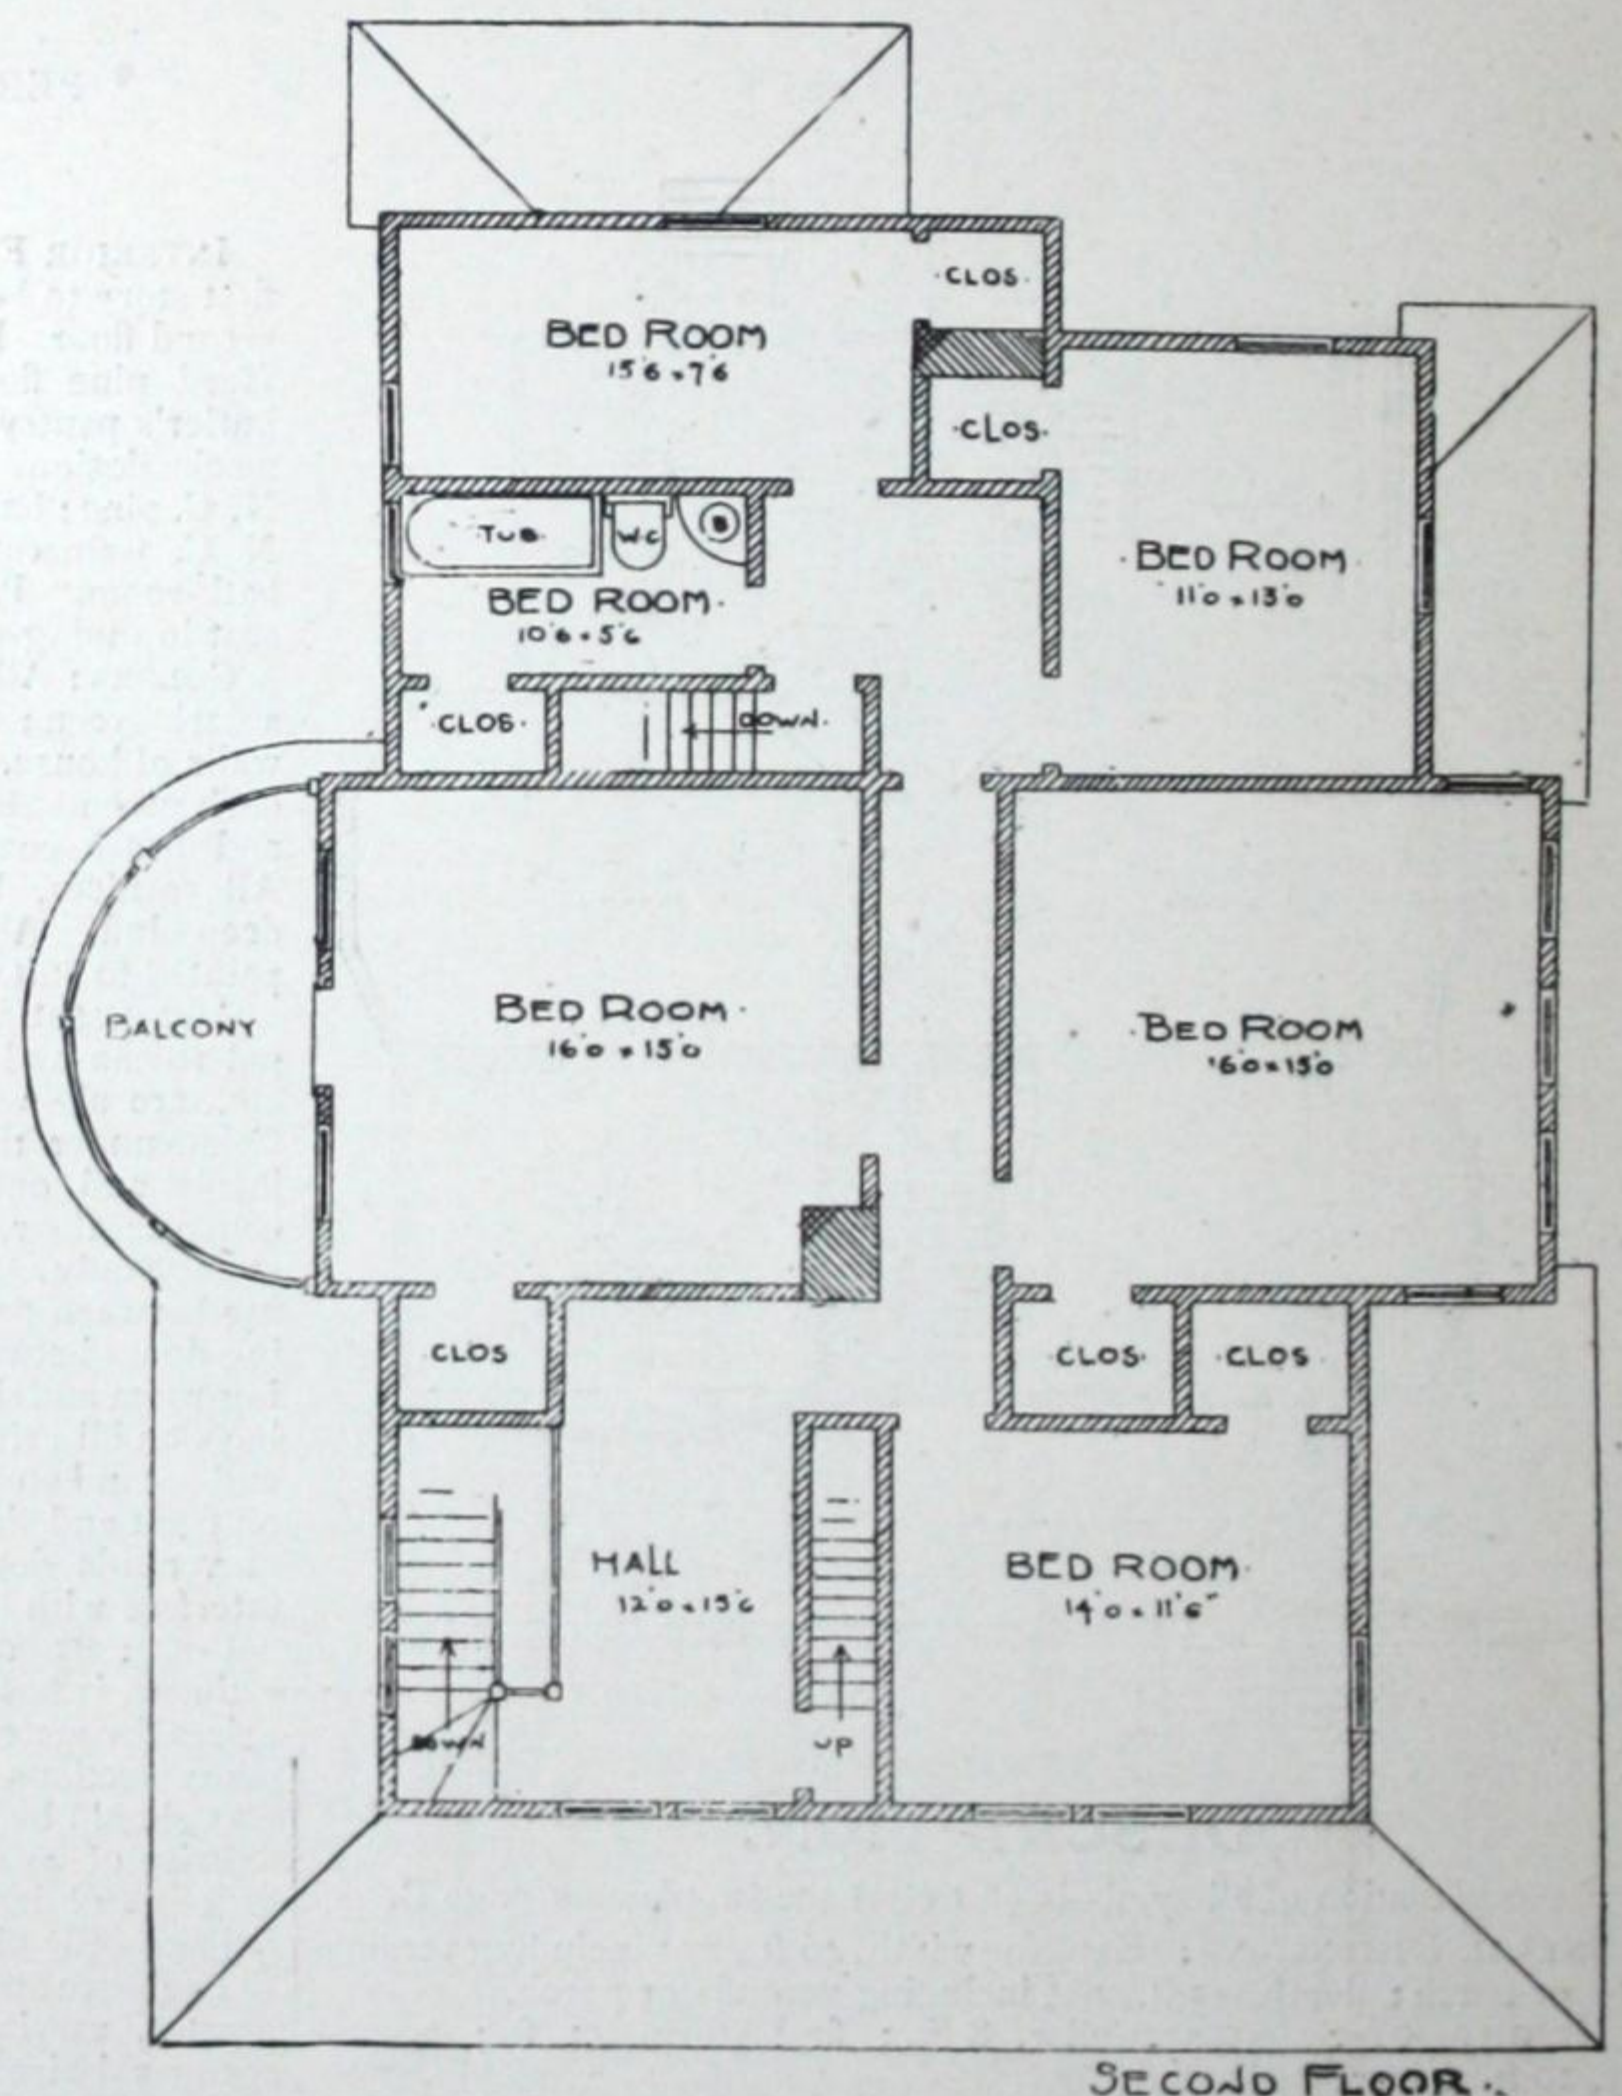 CLOS.
BED ROOM
15'6 x 7'6
CLOS.
TUB
W.C
B
BED ROOM
11'0 x 13'0
BED ROOM.
10'6 x 5'6
CLOS.
DOWN.
BED ROOM.
16'0 x 15'0
BALCONY
BED ROOM
16'0 x 15'0
CLOS
CLOS.
CLOS
HALL
12'0 x 15'6
BED ROOM.
14'0 x 11'6"
DOWN
UP
SECOND FLOOR.
INTERIOR F